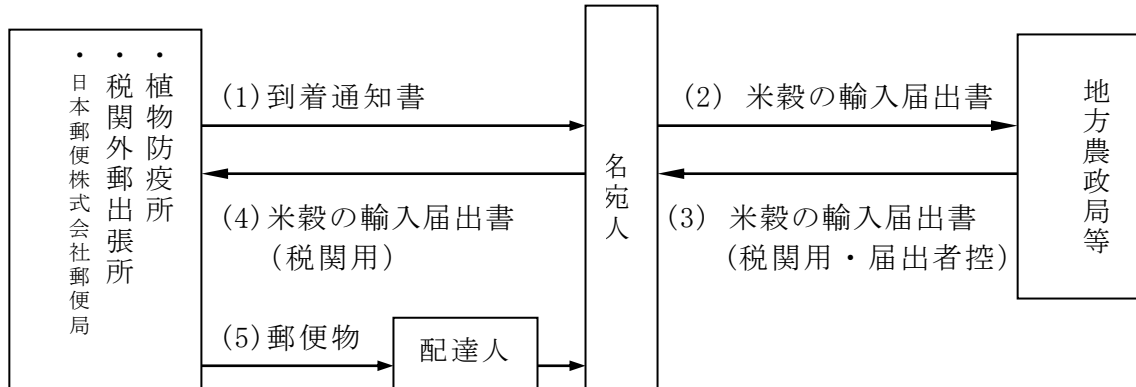 ・植物防疫所
・税関外郵出張所
・日本郵便株式会社郵便局
(1)到着通知書
(4)米穀の輸入届出書
(税関用)
(5)郵便物
配達人
名宛人
(2) 米穀の輸入届出書
(3) 米穀の輸入届出書
(税関用・届出者控)
地方農政局等